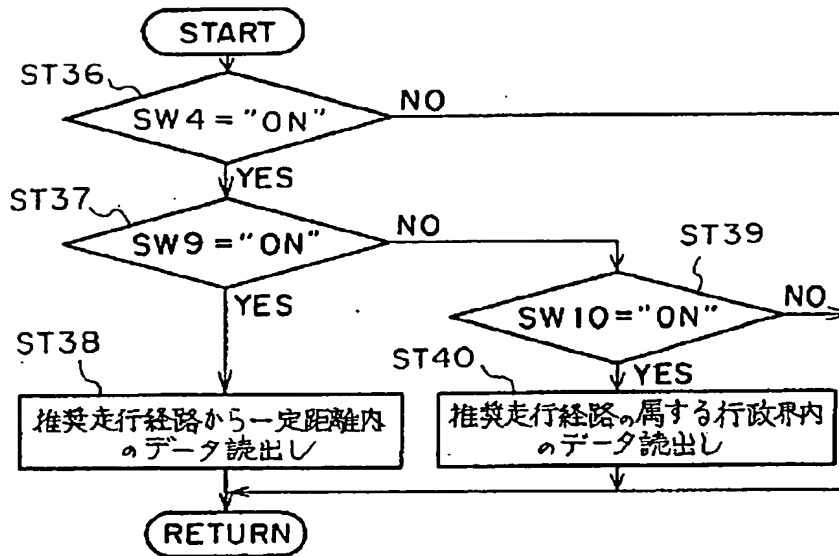 START
ST36
SW4="ON"
NO
YES
ST37
SW9="ON"
NO
ST39
YES
SW10="ON"
NO
ST38
ST40
YES
推奨走行経路から一定距離内
のデータ読出し
推奨走行経路の属する行政界内
のデータ読出し
RETURN